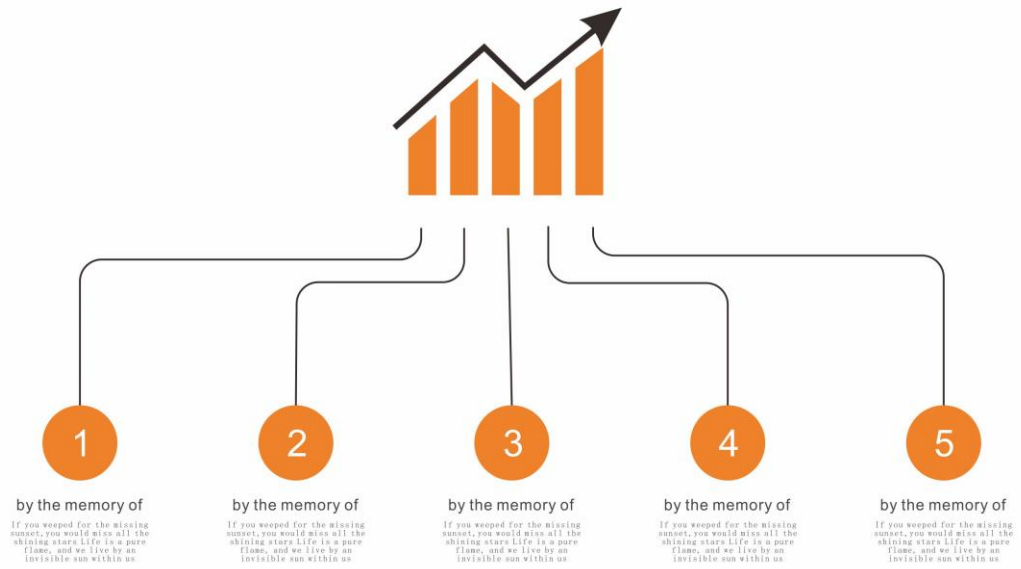 1
2
3
4
5
by the memory of
by the memory of
by the memory of
by the memory of
by the memory of
If you weeped for the missing
sunset,you would miss all the
shining stars Life is a pure
flame, and we live by an
invisible sun within us
If you weeped for the missing
sunset,you would miss all the
shining stars Life is a pure
flame, and we live by an
invisible sun within us
If you weeped for the missing
sunset,you would miss all the
shining stars Life is a pure
flame, and we live by an
invisible sun within us
If you weeped for the missing
sunset,you would miss all the
shining stars Life is a pure
flame, and we live by an
invisible sun within us
If you weeped for the missing
sunset,you would miss all the
shining stars Life is a pure
flame, and we live by an
invisible sun within us